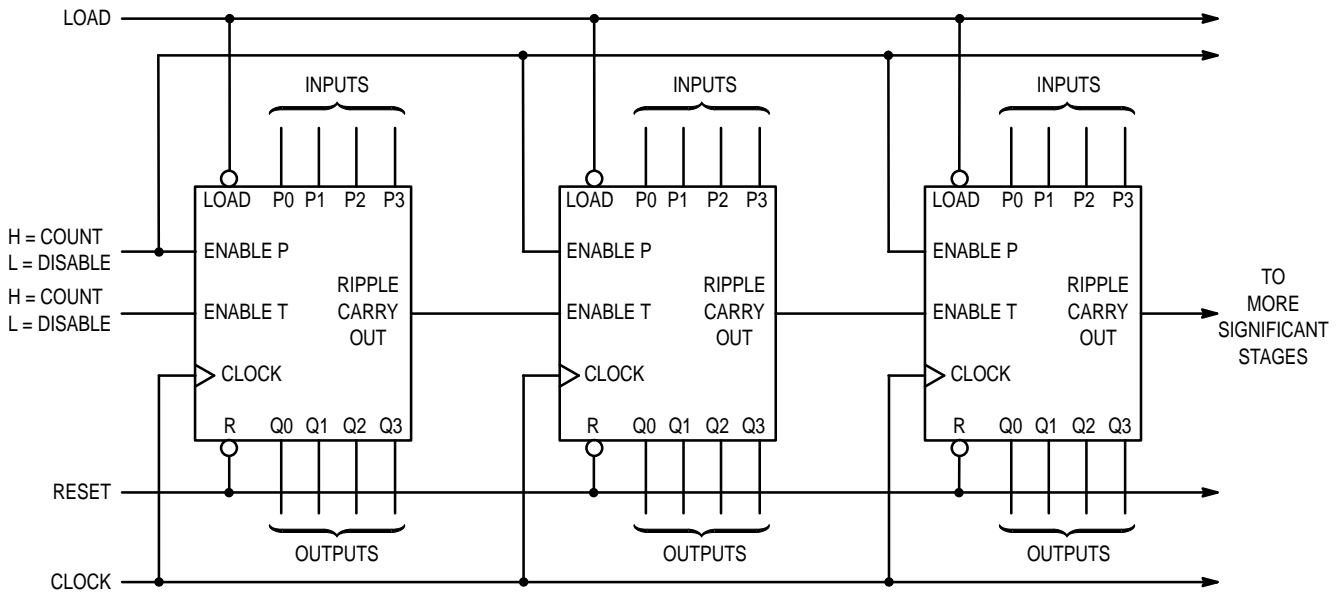 LOAD
INPUTS
INPUTS
INPUTS
LOAD P0 P1 P2 P3
LOAD P0 P1 P2 P3
LOAD P0 P1 P2 P3
H = COUNT
L = DISABLE
ENABLE P
ENABLE P
ENABLE P
H = COUNT
L = DISABLE
ENABLE T
RIPPLE
CARRY
OUT
ENABLE T
RIPPLE
CARRY
OUT
ENABLE T
RIPPLE
CARRY
OUT
TO
MORE
SIGNIFICANT
STAGES
CLOCK
CLOCK
CLOCK
R Q0 Q1 Q2 Q3
R Q0 Q1 Q2 Q3
R Q0 Q1 Q2 Q3
RESET
OUTPUTS
OUTPUTS
OUTPUTS
CLOCK